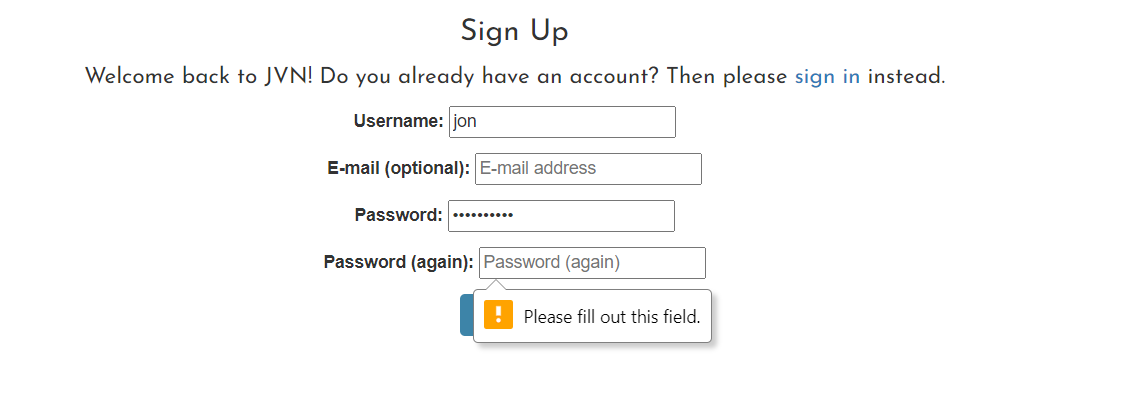 Sign Up
Welcome back to JVN! Do you already have an account? Then please sign in instead.
Username: jon
E-mail (optional): E-mail address
Password: ••••••••••
Password (again): Password (again)
Please fill out this field.